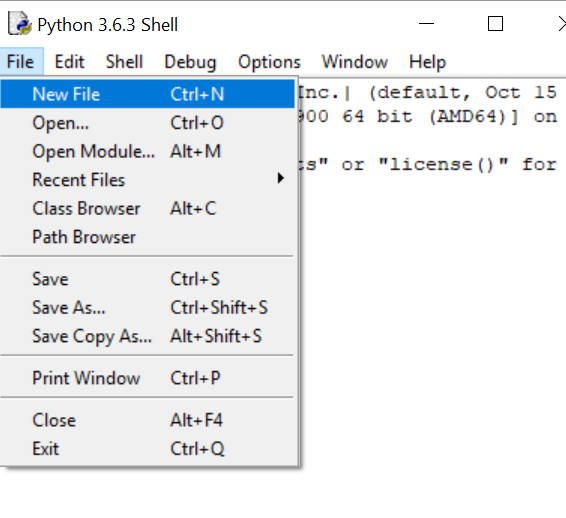 Python 3.6.3 Shell
File Edit Shell Debug Options Window Help
New File Ctrl+N
Inc.| (default, Oct 15
Open... Ctrl+O
900 64 bit (AMD64)] on
Open Module... Alt+M
" or "license()" for
Recent Files
Class Browser Alt+C
Path Browser
Save Ctrl+S
Save As... Ctrl+Shift+S
Save Copy As... Alt+Shift+S
Print Window Ctrl+P
Close Alt+F4
Exit Ctrl+Q